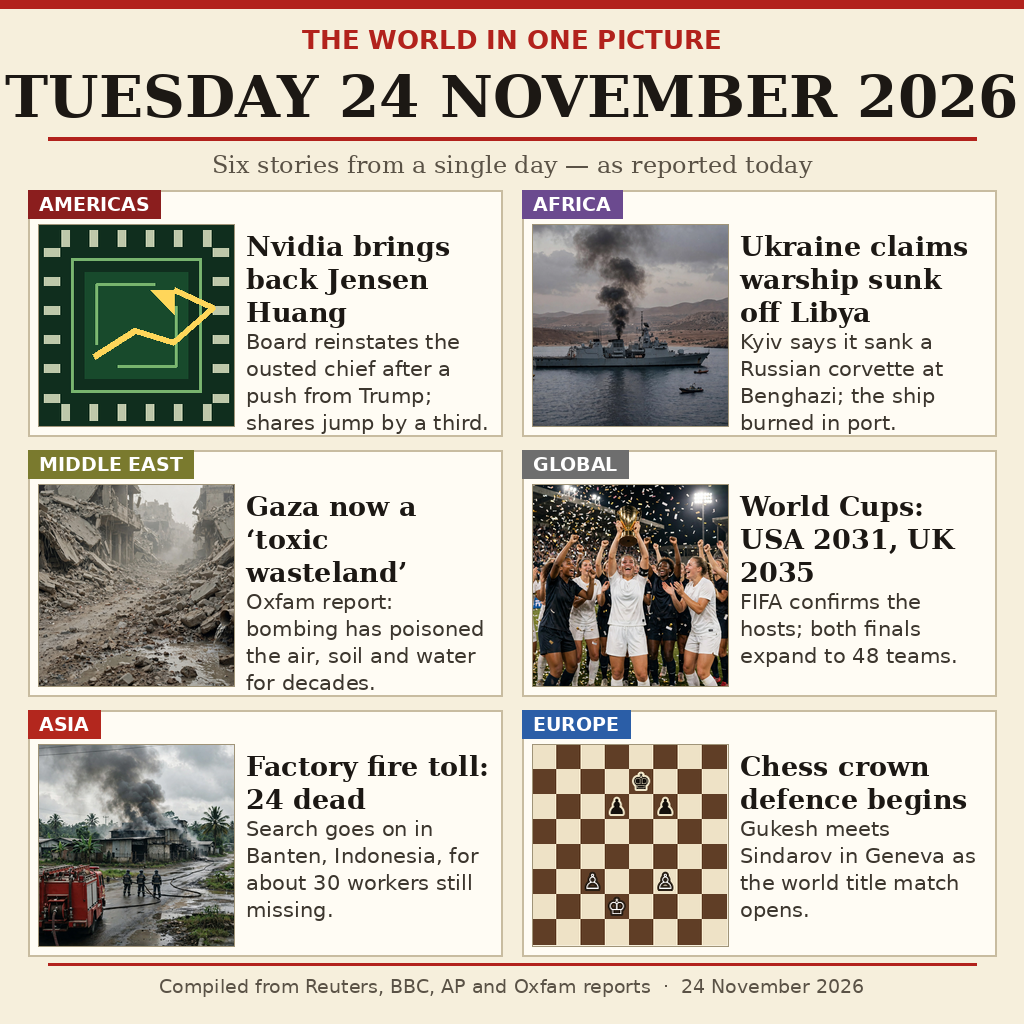 THE WORLD IN ONE PICTURE
TUESDAY 24 NOVEMBER 2026
Six stories from a single day — as reported today
AMERICAS
Nvidia brings
back Jensen
Huang
Board reinstates the
ousted chief after a
push from Trump;
shares jump by a third.
AFRICA
Ukraine claims
warship sunk
off Libya
Kyiv says it sank a
Russian corvette at
Benghazi; the ship
burned in port.
MIDDLE EAST
Gaza now a
‘toxic
wasteland’
Oxfam report:
bombing has poisoned
the air, soil and water
for decades.
GLOBAL
World Cups:
USA 2031, UK
2035
FIFA confirms the
hosts; both finals
expand to 48 teams.
ASIA
Factory fire toll:
24 dead
Search goes on in
Banten, Indonesia, for
about 30 workers still
missing.
EUROPE
Chess crown
defence begins
Gukesh meets
Sindarov in Geneva as
the world title match
opens.
Compiled from Reuters, BBC, AP and Oxfam reports · 24 November 2026